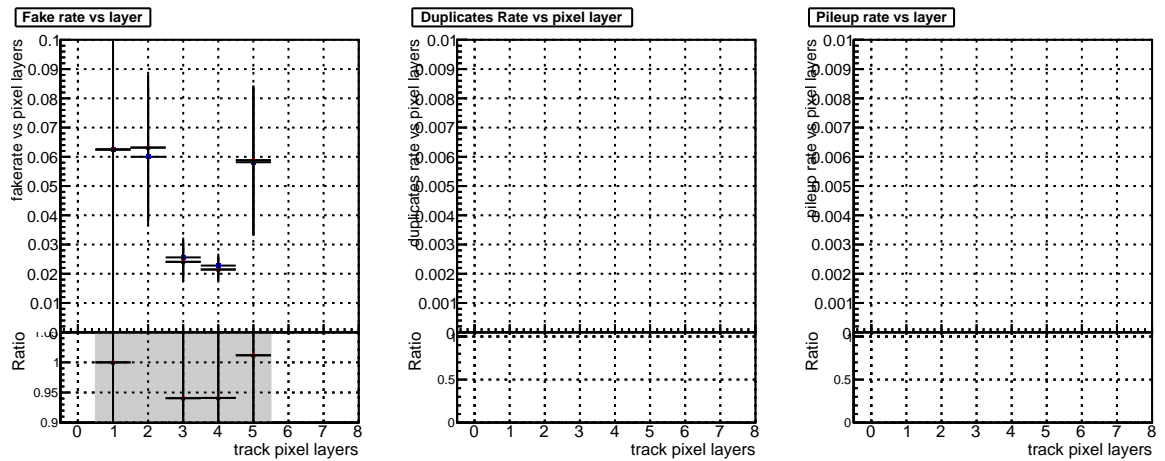 Fake rate vs layer
fakerate vs pixel layers
0.1
0.09
0.08
0.07
0.06
0.05
0.04
0.03
0.02
0.01
0
Ratio
1
0.95
0.9
0 1 2 3 4 5 6 7 8
track pixel layers
Duplicates Rate vs pixel layer
duplicates rate vs pixel layers
0.01
0.009
0.008
0.007
0.006
0.005
0.004
0.003
0.002
0.001
0
Ratio
1
0.5
0
0 1 2 3 4 5 6 7 8
track pixel layers
Pileup rate vs layer
pileup rate vs pixel layers
0.01
0.009
0.008
0.007
0.006
0.005
0.004
0.003
0.002
0.001
0
Ratio
1
0.5
0
0 1 2 3 4 5 6 7 8
track pixel layers